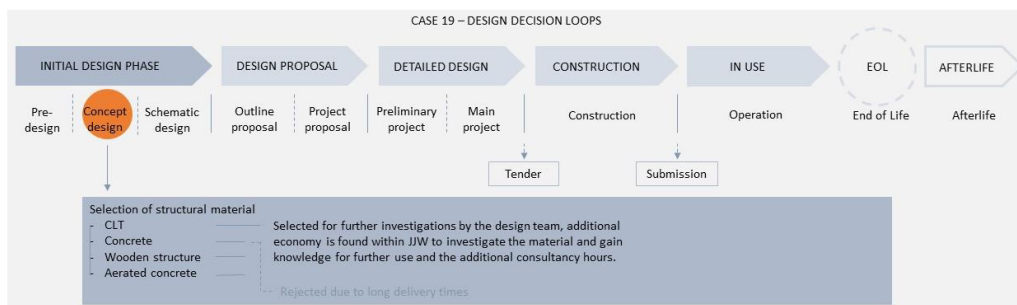 CASE 19 – DESIGN DECISION LOOPS
INITIAL DESIGN PHASE
DESIGN PROPOSAL
DETAILED DESIGN
CONSTRUCTION
IN USE
EOL
AFTERLIFE
Pre-
design
Concept
design
Schematic
design
Outline
proposal
Project
proposal
Preliminary
project
Main
project
Construction
Operation
End of Life
Afterlife
Tender
Submission
Selection of structural material
- CLT
- Concrete
- Wooden structure
- Aerated concrete
Selected for further investigations by the design team, additional
economy is found within JJW to investigate the material and gain
knowledge for further use and the additional consultancy hours.
Rejected due to long delivery times